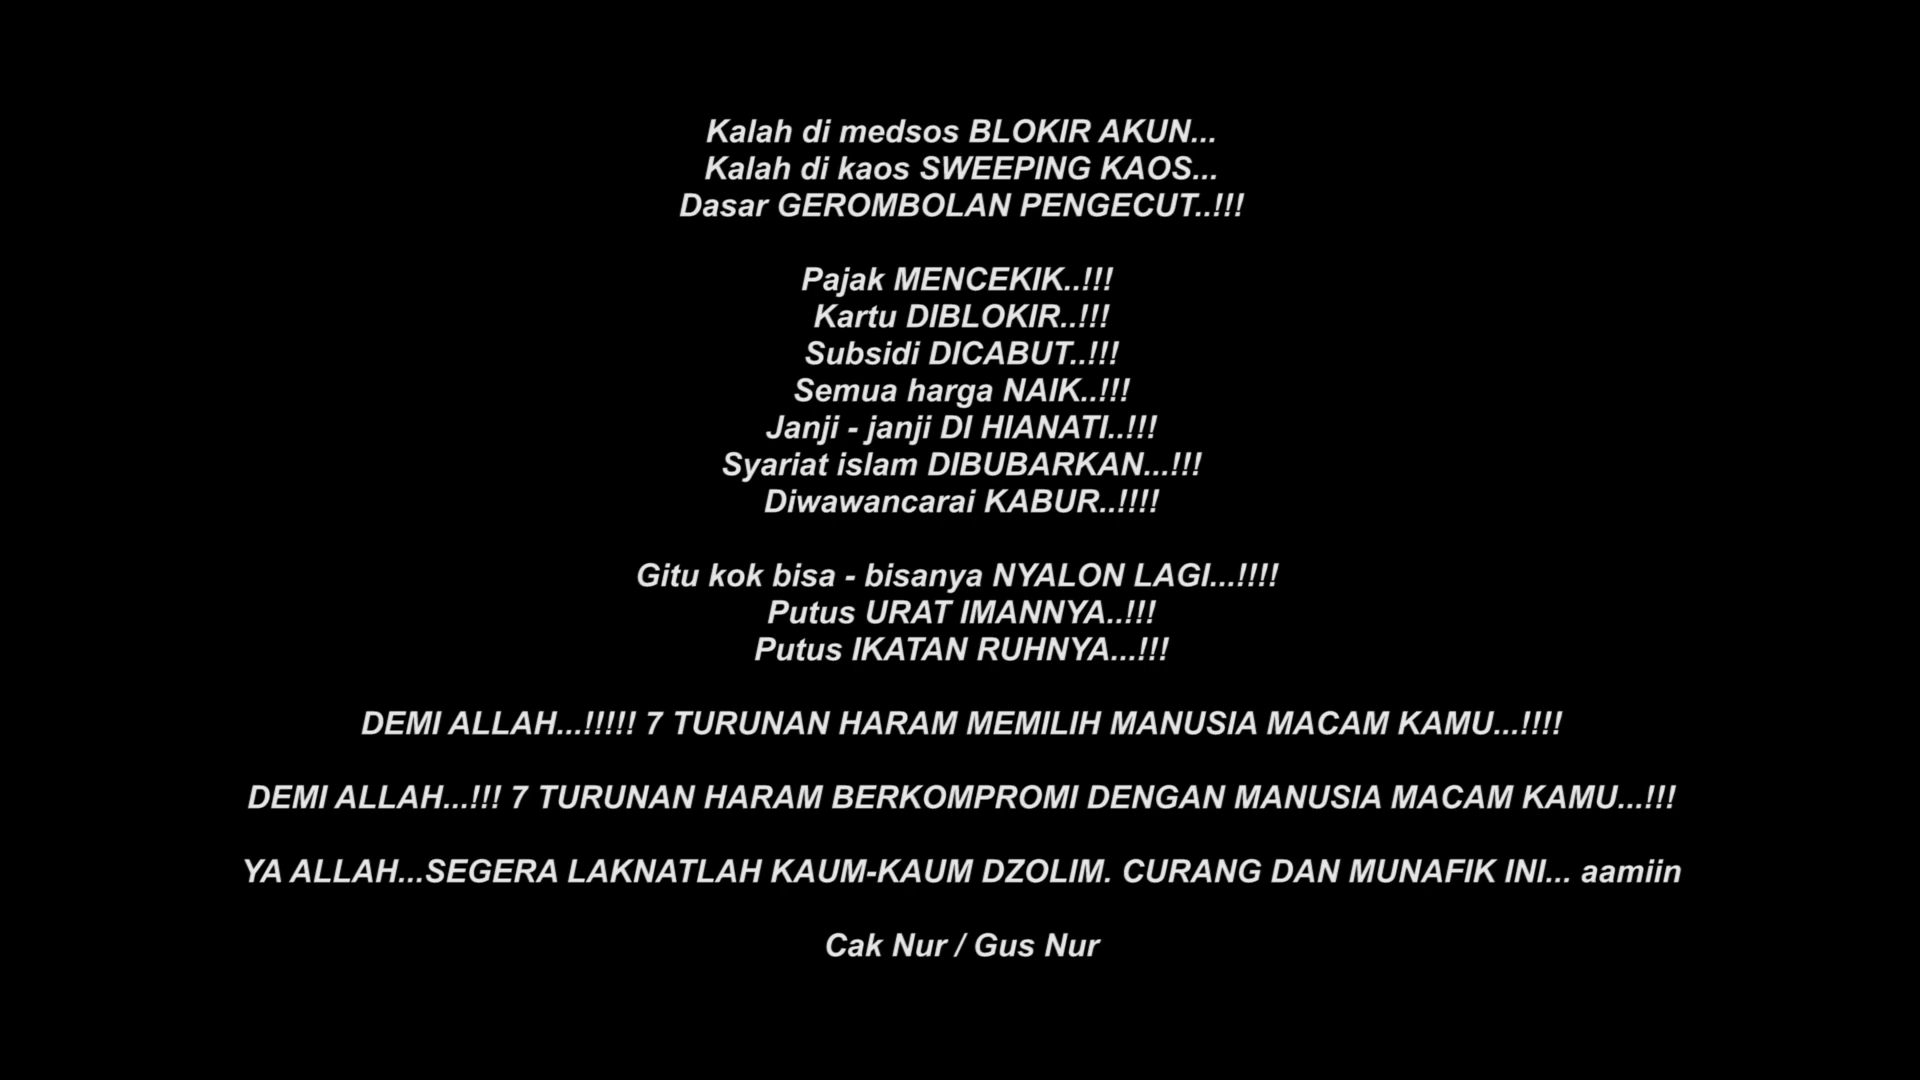 Kalah di medsos BLOKIR AKUN...
Kalah di kaos SWEEPING KAOS...
Dasar GEROMBOLAN PENGECUT..!!!
Pajak MENCEKIK..!!!
Kartu DIBLOKIR..!!!
Subsidi DICABUT..!!!
Semua harga NAIK..!!!
Janji - janji DI HIANATI..!!!
Syariat islam DIBUBARKAN...!!!
Diwawancarai KABUR..!!!!
Gitu kok bisa - bisanya NYALON LAGI...!!!!
Putus URAT IMANNYA..!!!
Putus IKATAN RUHNYA...!!!
DEMI ALLAH...!!!!! 7 TURUNAN HARAM MEMILIH MANUSIA MACAM KAMU...!!!!
DEMI ALLAH...!!! 7 TURUNAN HARAM BERKOMPROMI DENGAN MANUSIA MACAM KAMU...!!!
YA ALLAH...SEGERA LAKNATLAH KAUM-KAUM DZOLIM. CURANG DAN MUNAFIK INI... aamiin
Cak Nur / Gus Nur